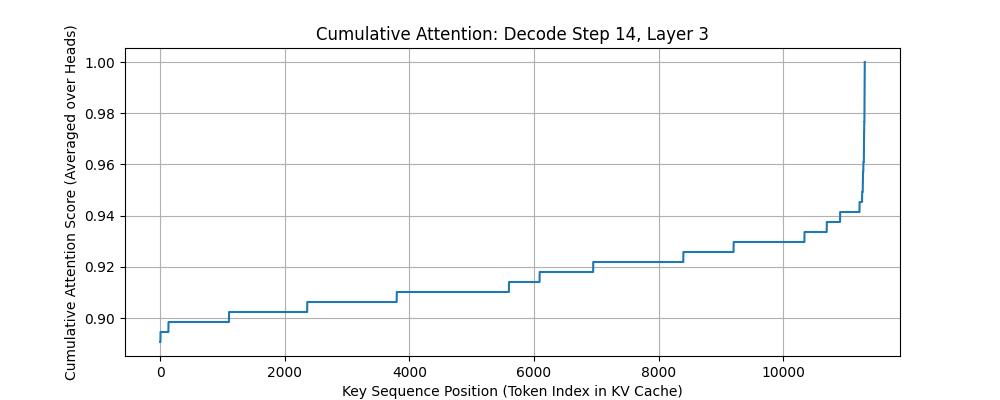 Cumulative Attention: Decode Step 14, Layer 3
Cumulative Attention Score (Averaged over Heads)
1.00
0.98
0.96
0.94
0.92
0.90
0 2000 4000 6000 8000 10000
Key Sequence Position (Token Index in KV Cache)